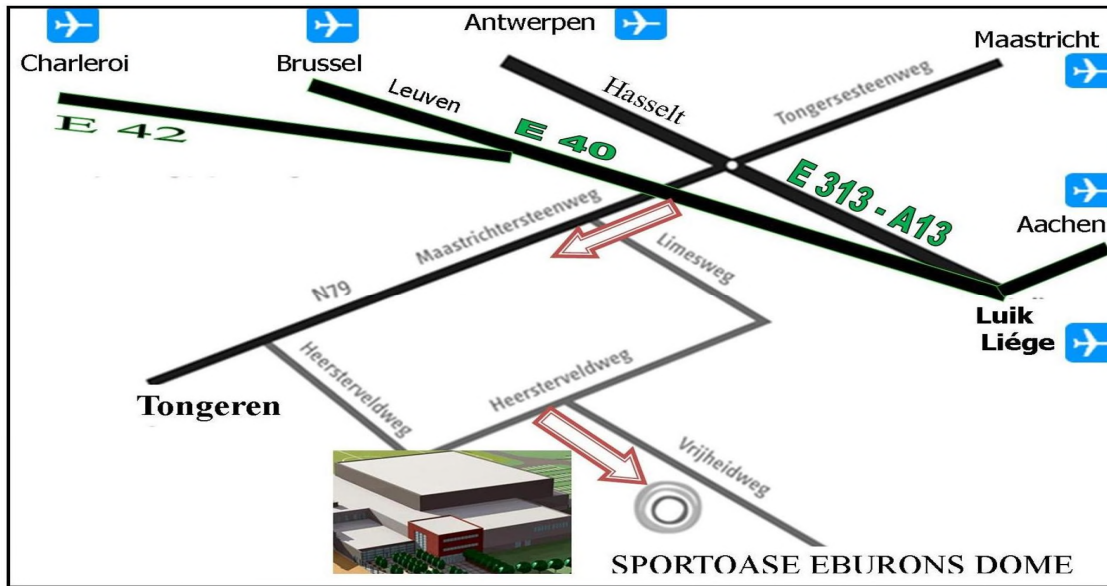 Antwerpen
Charleroi
Brussel
Maastricht
Leuven
Hasselt
Tongersesteenweg
E 42
E 40
E 313 - A13
Aachen
Maastrichtersteenweg
Limesweg
N79
Luik
Liége
Heersterveldweg
Heersterveldweg
Tongeren
Vrijheidweg
SPORTOASE EBURONS DOME